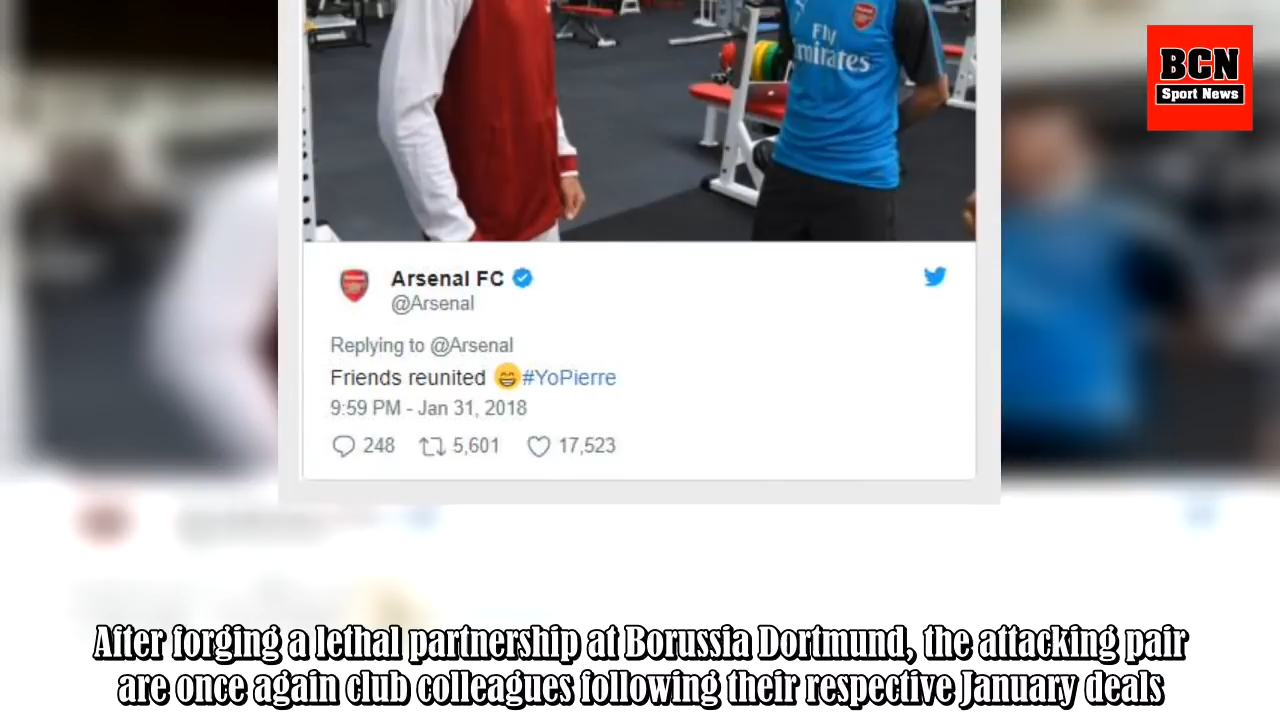 BCN
Sport News
Fly
Emirates
Arsenal FC
@Arsenal
Replying to @Arsenal
Friends reunited 😁#YoPierre
9:59 PM - Jan 31, 2018
248 5,601 17,523
After forging a lethal partnership at Borussia Dortmund, the attacking pair
are once again club colleagues following their respective January deals